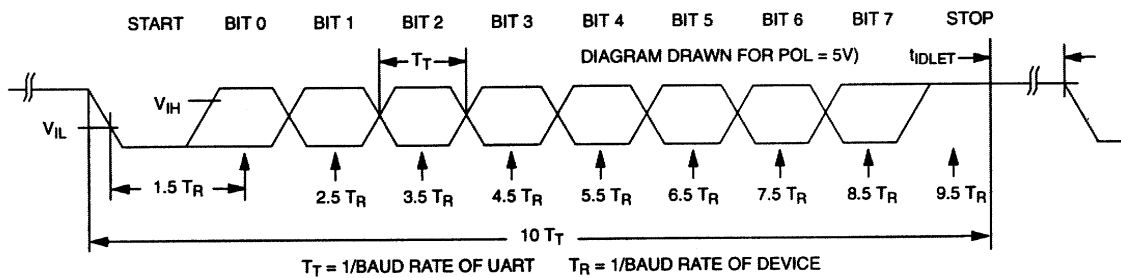 START BIT 0 BIT 1 BIT 2 BIT 3 BIT 4 BIT 5 BIT 6 BIT 7 STOP
T_T DIAGRAM DRAWN FOR POL = 5V) t_IDLET
V_IH
V_IL
1.5 T_R 2.5 T_R 3.5 T_R 4.5 T_R 5.5 T_R 6.5 T_R 7.5 T_R 8.5 T_R 9.5 T_R
10 T_T
T_T = 1/BAUD RATE OF UART T_R = 1/BAUD RATE OF DEVICE